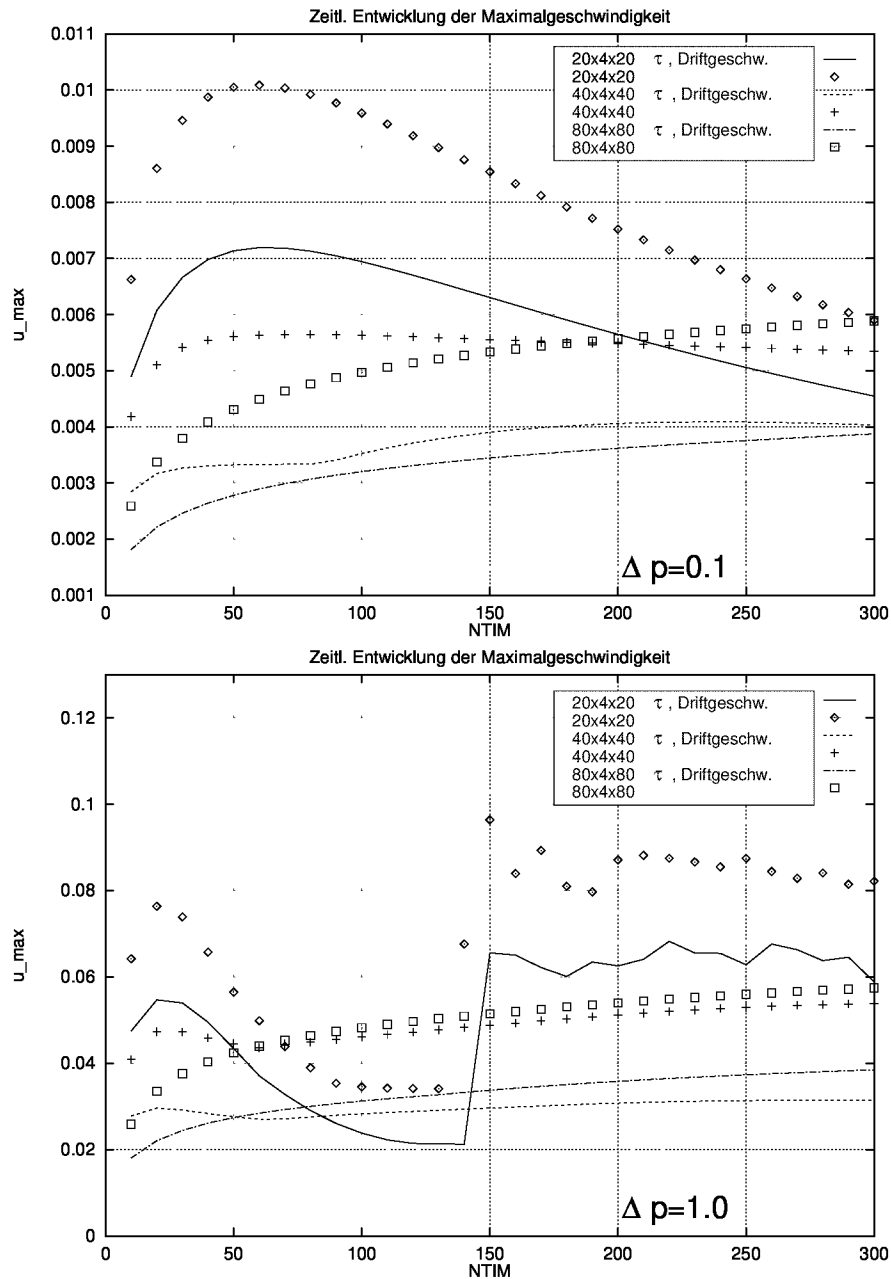 Zeitl. Entwicklung der Maximalgeschwindigkeit
0.011
0.01
0.009
0.008
0.007
0.006
0.005
0.004
0.003
0.002
0.001
u_max
20x4x20 τ , Driftgeschw.
20x4x20
40x4x40 τ , Driftgeschw.
40x4x40
80x4x80 τ , Driftgeschw.
80x4x80
Δ p=0.1
0 50 100 150 200 250 300
NTIM
Zeitl. Entwicklung der Maximalgeschwindigkeit
0.12
0.1
0.08
0.06
0.04
0.02
0
u_max
20x4x20 τ , Driftgeschw.
20x4x20
40x4x40 τ , Driftgeschw.
40x4x40
80x4x80 τ , Driftgeschw.
80x4x80
Δ p=1.0
0 50 100 150 200 250 300
NTIM